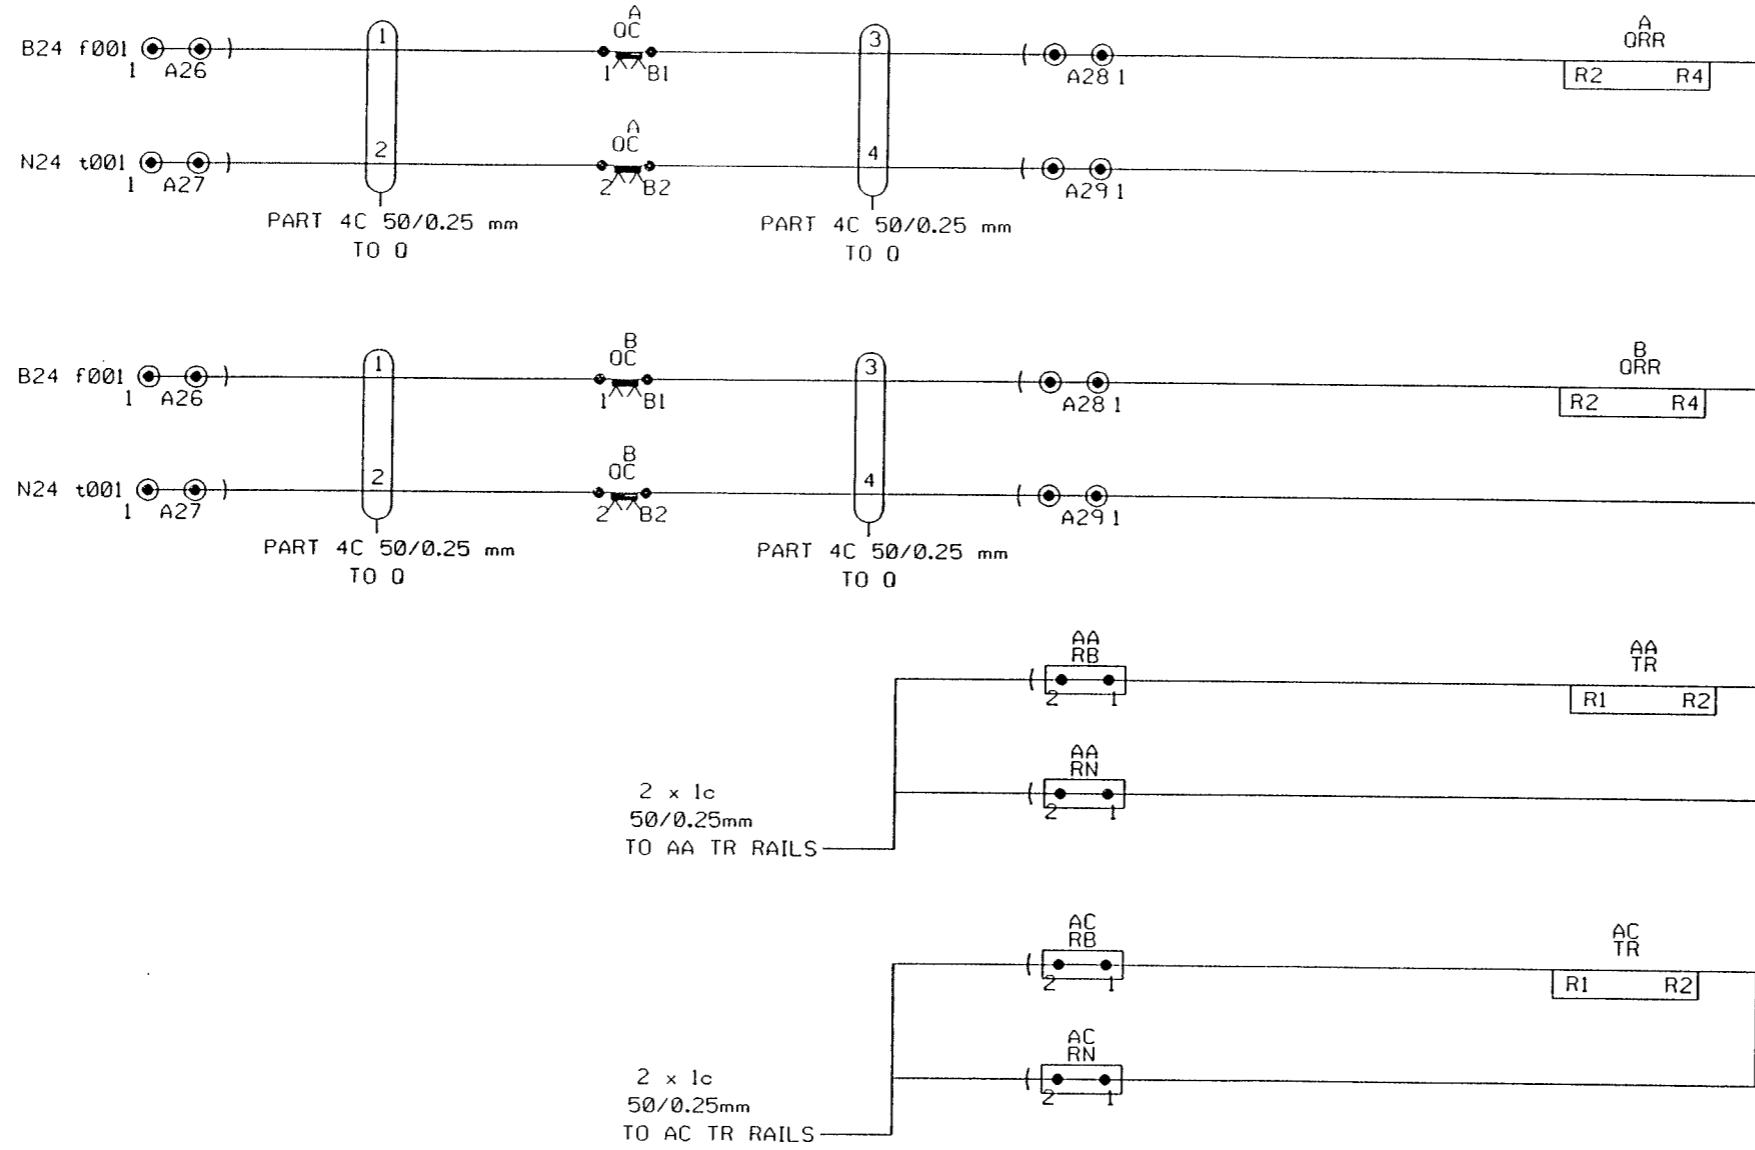 A
QC
A
QRR
B24 f001
1 A26
1
1 B1
3
A28 1
R2 R4
A
QC
N24 t001
1 A27
2
2 B2
4
A29 1
PART 4C 50/0.25 mm
TO Q
PART 4C 50/0.25 mm
TO Q
B
QC
B
QRR
B24 f001
1 A26
1
1 B1
3
A28 1
R2 R4
B
QC
N24 t001
1 A27
2
2 B2
4
A29 1
PART 4C 50/0.25 mm
TO Q
PART 4C 50/0.25 mm
TO Q
AA
RB
2 1
AA
TR
R1 R2
AA
RN
2 1
2 x 1c
50/0.25mm
TO AA TR RAILS
AC
RB
2 1
AC
TR
R1 R2
AC
RN
2 1
2 x 1c
50/0.25mm
TO AC TR RAILS